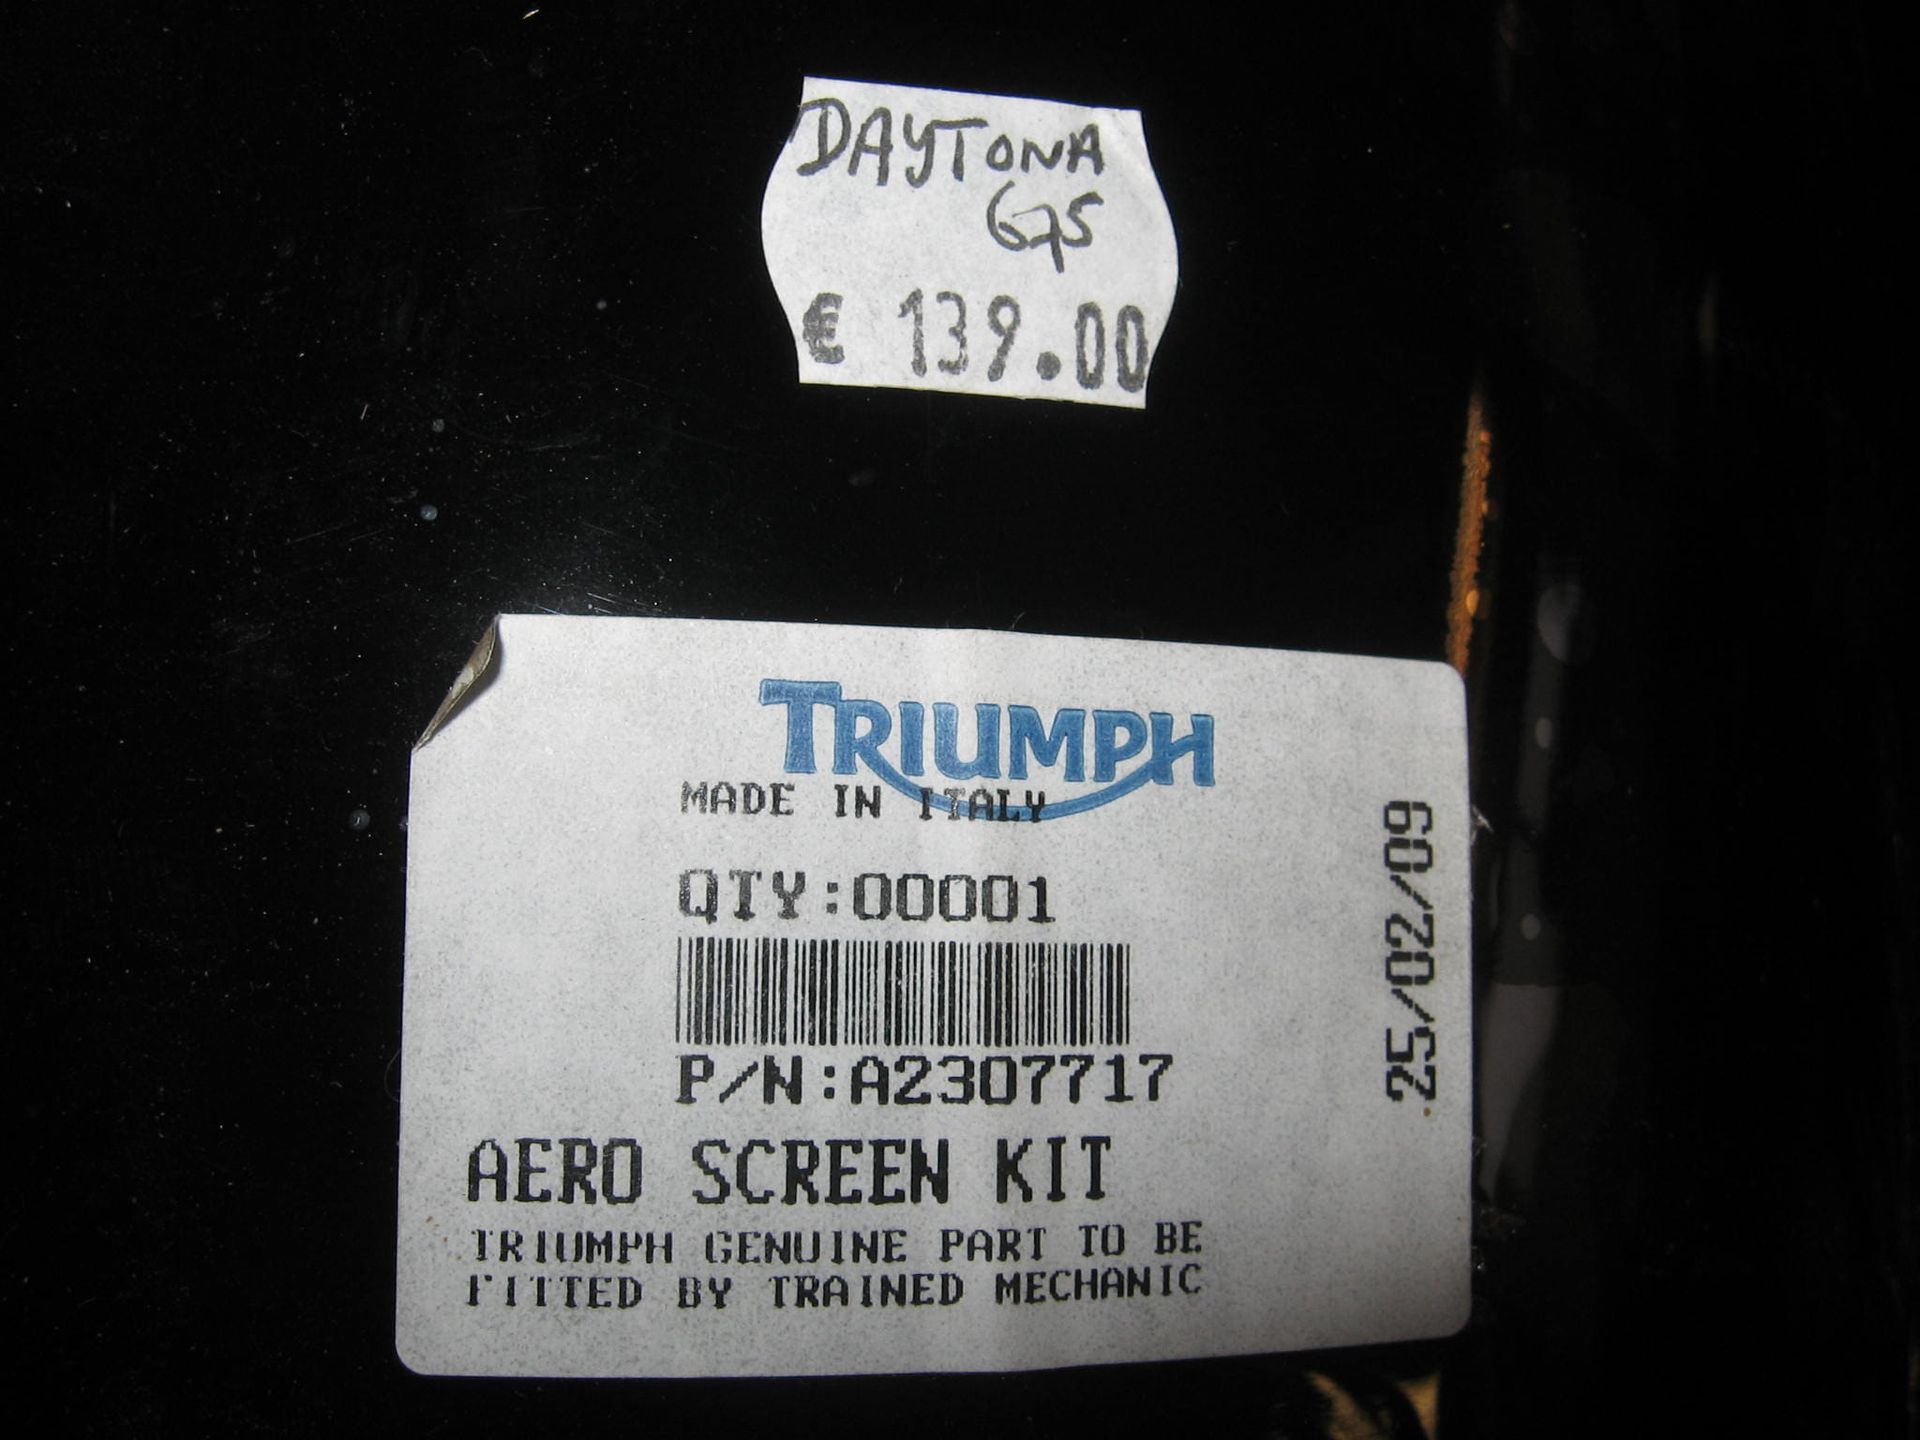 DAYTONA
675
€ 139.00
TRIUMPH
MADE IN ITALY
QTY:00001
P/N:A2307717
AERO SCREEN KIT
TRIUMPH GENUINE PART TO BE
FITTED BY TRAINED MECHANIC
25/02/09